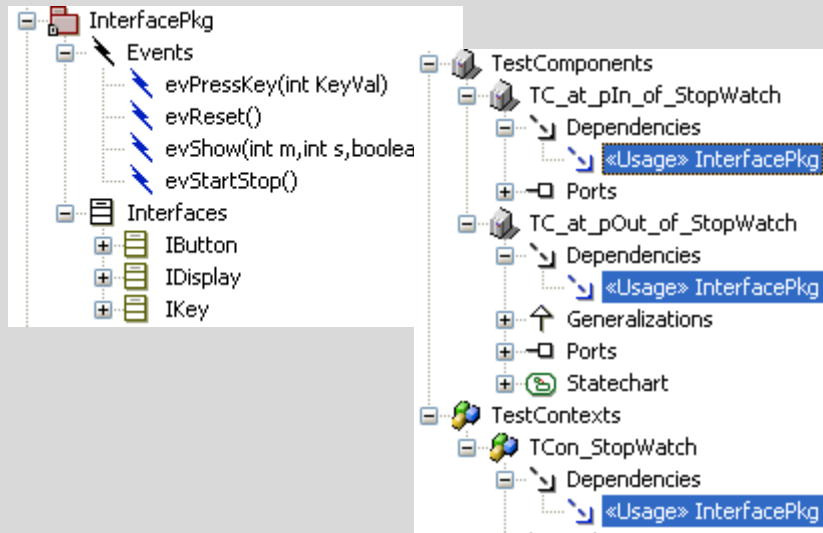 InterfacePkg
Events
evPressKey(int KeyVal)
evReset()
evShow(int m,int s,boolea
evStartStop()
Interfaces
IButton
IDisplay
IKey
TestComponents
TC_at_pIn_of_StopWatch
Dependencies
«Usage» InterfacePkg
Ports
TC_at_pOut_of_StopWatch
Dependencies
«Usage» InterfacePkg
Generalizations
Ports
Statechart
TestContexts
TCon_StopWatch
Dependencies
«Usage» InterfacePkg